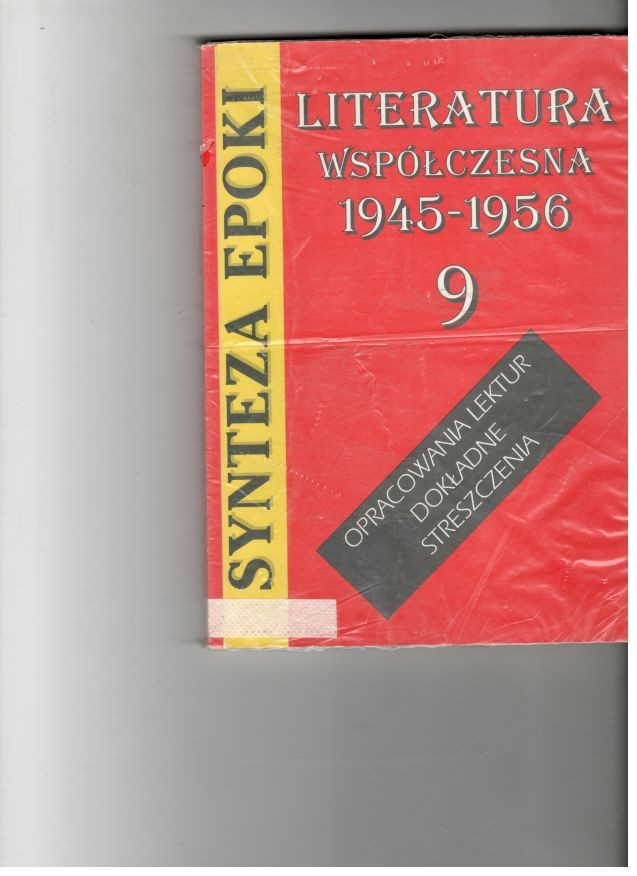 SYNTEZA EPOKI
LITERATURA
WSPÓŁCZESNA
1945-1956
9
OPRACOWANIA LEKTUR
DOKŁADNE
STRESZCZENIA